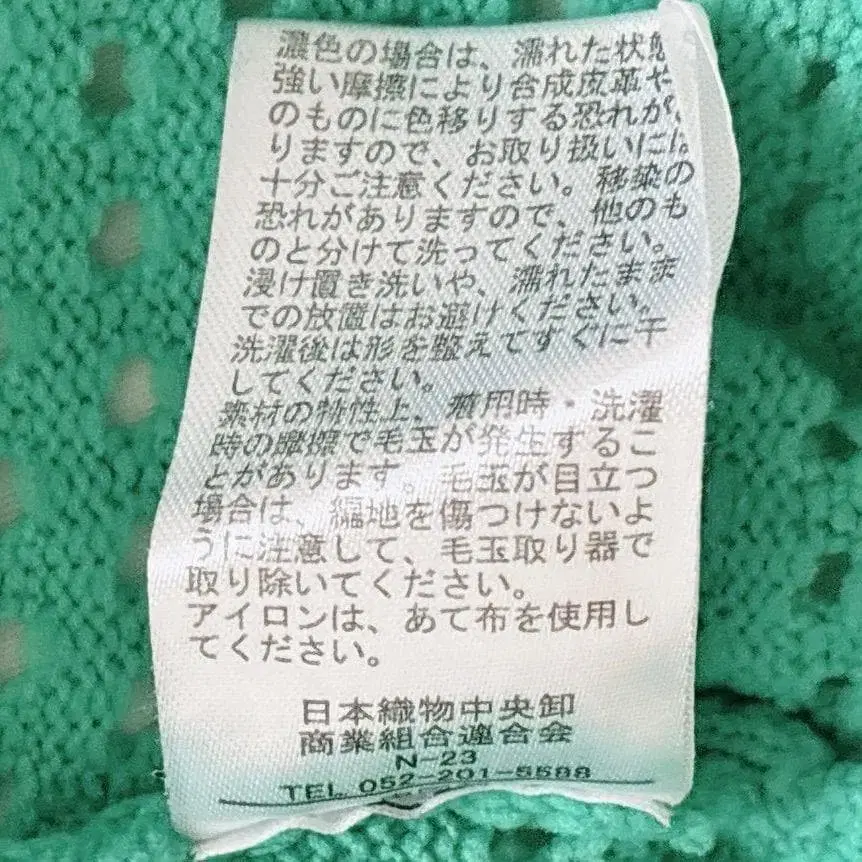 濃色の場合は、濡れた状態
強い摩擦により合成皮革や
のものに色移りする恐れが、
りますので、お取り扱いには
十分ご注意ください。移染の
恐れがありますので、他のも
のと分けて洗ってください。
浸け置き洗いや、濡れたまま
での放置はお避けください。
洗濯後は形を整えてすぐに干
してください。
素材の特性上、着用時・洗濯
時の摩擦で毛玉が発生するこ
とがあります。毛玉が目立つ
場合は、編地を傷つけないよ
うに注意して、毛玉取り器で
取り除いてください。
アイロンは、あて布を使用し
てください。
日本織物中央卸
商業組合連合会
N-23
TEL 052-201-5588